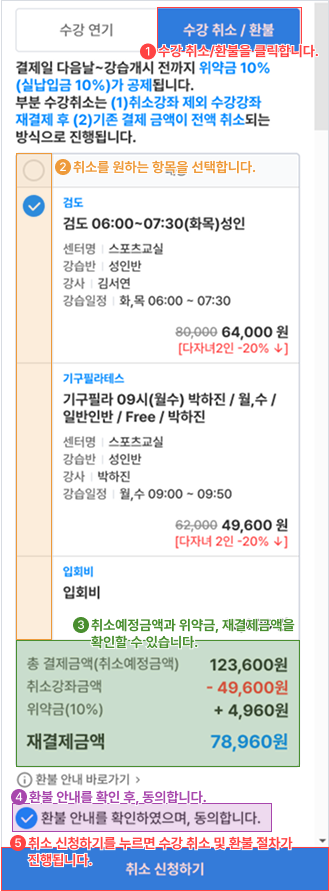 수강 연기
수강 취소 / 환불
1 수강 취소/환불을 클릭합니다.
결제일 다음날~강습개시 전까지 위약금 10%
(실납입금 10%)가 공제됩니다.
부분 수강취소는 (1)취소강좌 제외 수강강좌
재결제 후 (2)기존 결제 금액이 전액 취소되는
방식으로 진행됩니다.
2 취소를 원하는 항목을 선택합니다.
검도
검도 06:00~07:30(화목)성인
센터명 | 스포츠교실
강습반 | 성인반
강사 | 김서연
강습일정 | 화,목 06:00 ~ 07:30
80,000 64,000 원
[다자녀2인 -20% ↓]
기구필라테스
기구필라 09시(월수) 박하진 / 월,수 /
일반인반 / Free / 박하진
센터명 | 스포츠교실
강습반 | 성인반
강사 | 박하진
강습일정 | 월,수 09:00 ~ 09:50
62,000 49,600 원
[다자녀 2인 -20% ↓]
입회비
입회비
3 취소예정금액과 위약금, 재결제금액을
확인할 수 있습니다.
총 결제금액(취소예정금액) 123,600원
취소강좌금액 - 49,600원
위약금(10%) + 4,960원
재결제금액 78,960원
환불 안내 바로가기 >
4 환불 안내를 확인 후, 동의합니다.
환불 안내를 확인하였으며, 동의합니다.
5 취소 신청하기를 누르면 수강 취소 및 환불 절차가
진행됩니다.
취소 신청하기